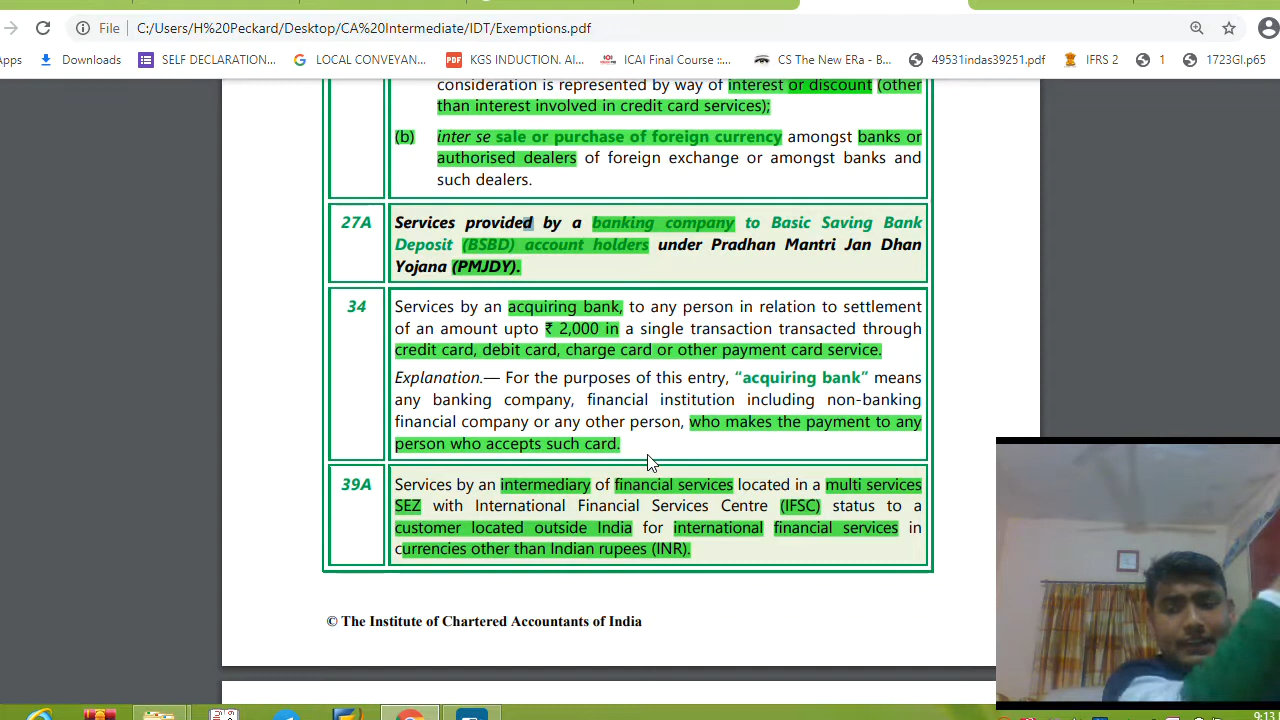 File C:/Users/H%20Peckard/Desktop/CA%20Intermediate/IDT/Exemptions.pdf
Apps Downloads SELF DECLARATION... LOCAL CONVEYAN... KGS INDUCTION. AI... ICAI Final Course ::... CS The New ERa - B... 49531indas39251.pdf IFRS 2 1 1723GI.p65
consideration is represented by way of interest or discount (other
than interest involved in credit card services);
(b) inter se sale or purchase of foreign currency amongst banks or
authorised dealers of foreign exchange or amongst banks and
such dealers.
27A Services provided by a banking company to Basic Saving Bank
Deposit (BSBD) account holders under Pradhan Mantri Jan Dhan
Yojana (PMJDY).
34 Services by an acquiring bank, to any person in relation to settlement
of an amount upto ₹ 2,000 in a single transaction transacted through
credit card, debit card, charge card or other payment card service.
Explanation.— For the purposes of this entry, “acquiring bank” means
any banking company, financial institution including non-banking
financial company or any other person, who makes the payment to any
person who accepts such card.
39A Services by an intermediary of financial services located in a multi services
SEZ with International Financial Services Centre (IFSC) status to a
customer located outside India for international financial services in
currencies other than Indian rupees (INR).
© The Institute of Chartered Accountants of India
9:13